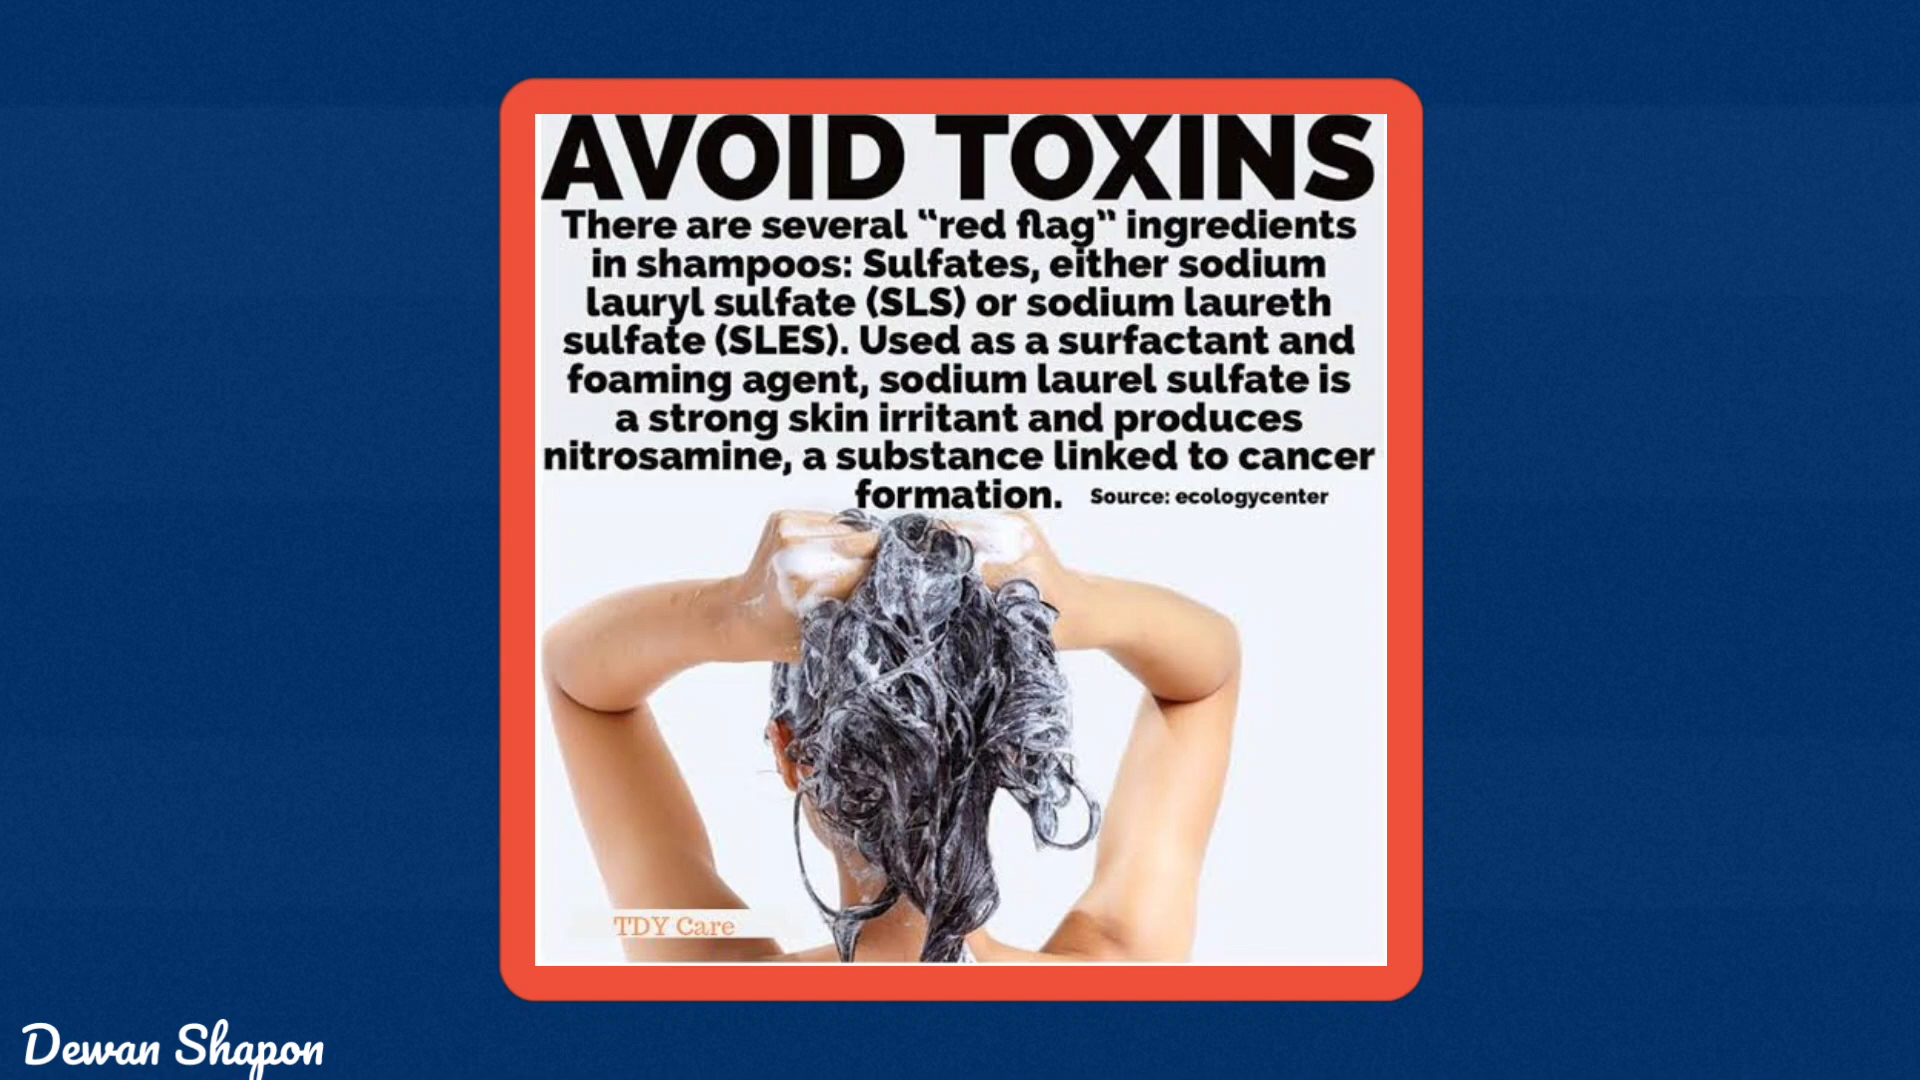 AVOID TOXINS
There are several “red flag” ingredients
in shampoos: Sulfates, either sodium
lauryl sulfate (SLS) or sodium laureth
sulfate (SLES). Used as a surfactant and
foaming agent, sodium laurel sulfate is
a strong skin irritant and produces
nitrosamine, a substance linked to cancer
formation. Source: ecologycenter
TDY Care
Dewan Shapon